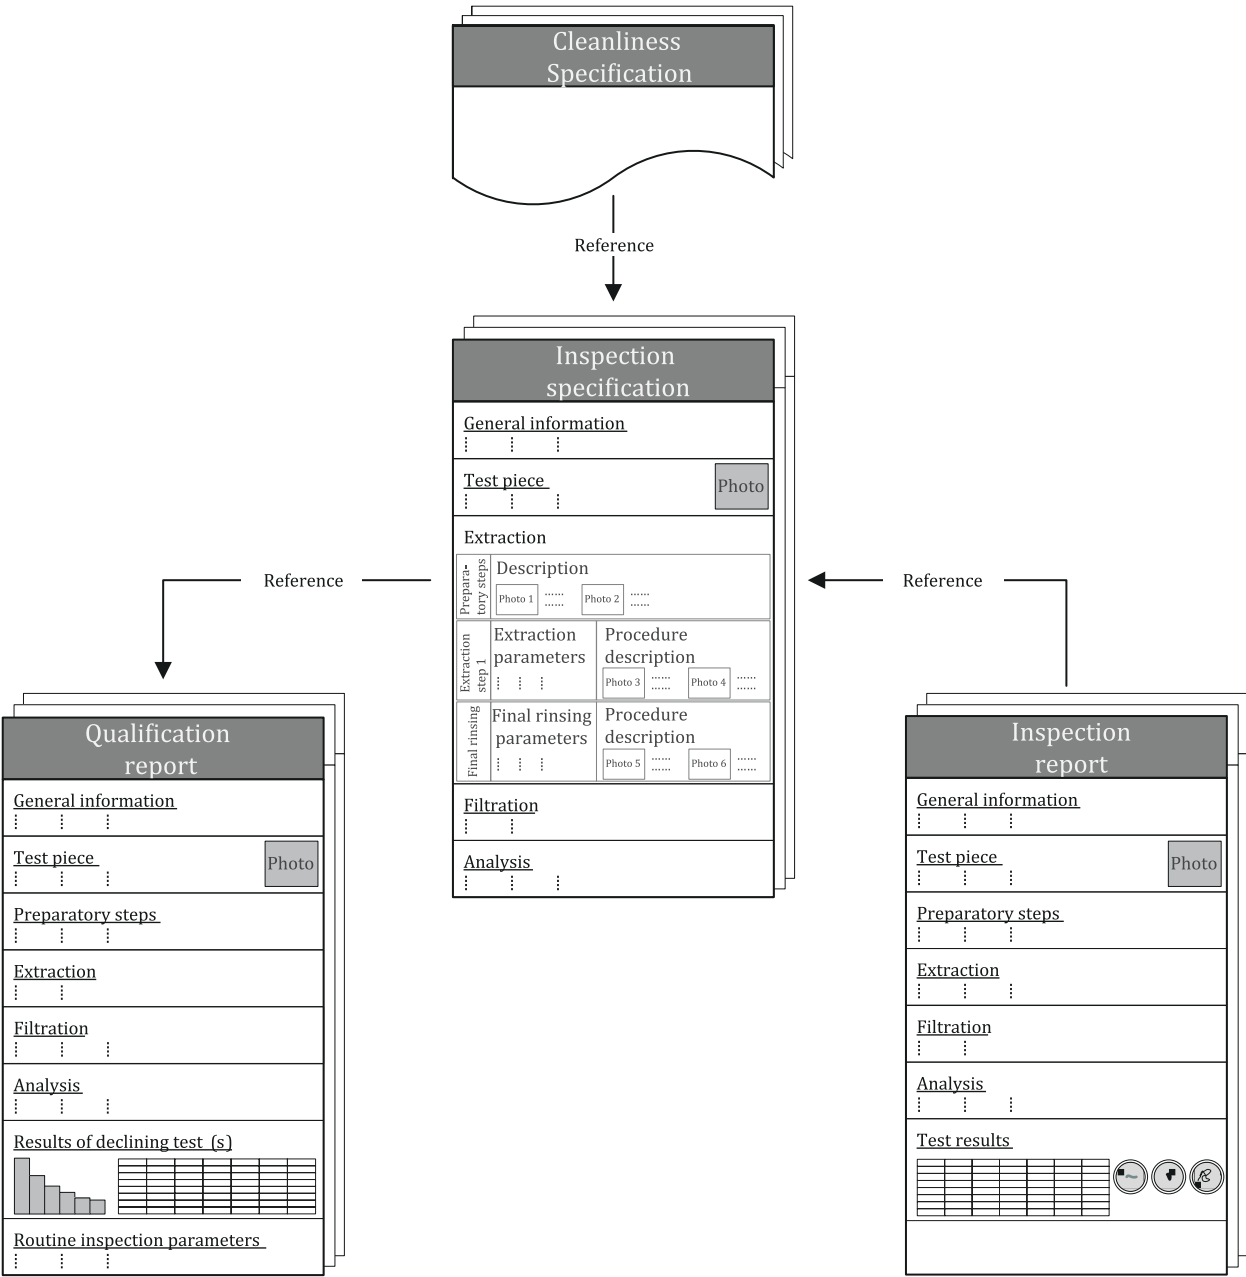 Cleanliness
Specification
Reference
Inspection
specification
General information
Test piece
Photo
Extraction
Prepara-
tory steps
Description
Photo 1
Photo 2
Extraction
step 1
Extraction
parameters
Procedure
description
Photo 3
Photo 4
Final rinsing
Final rinsing
parameters
Procedure
description
Photo 5
Photo 6
Filtration
Analysis
Reference
Reference
Qualification
report
General information
Test piece
Photo
Preparatory steps
Extraction
Filtration
Analysis
Results of declining test (s)
Routine inspection parameters
Inspection
report
General information
Test piece
Photo
Preparatory steps
Extraction
Filtration
Analysis
Test results